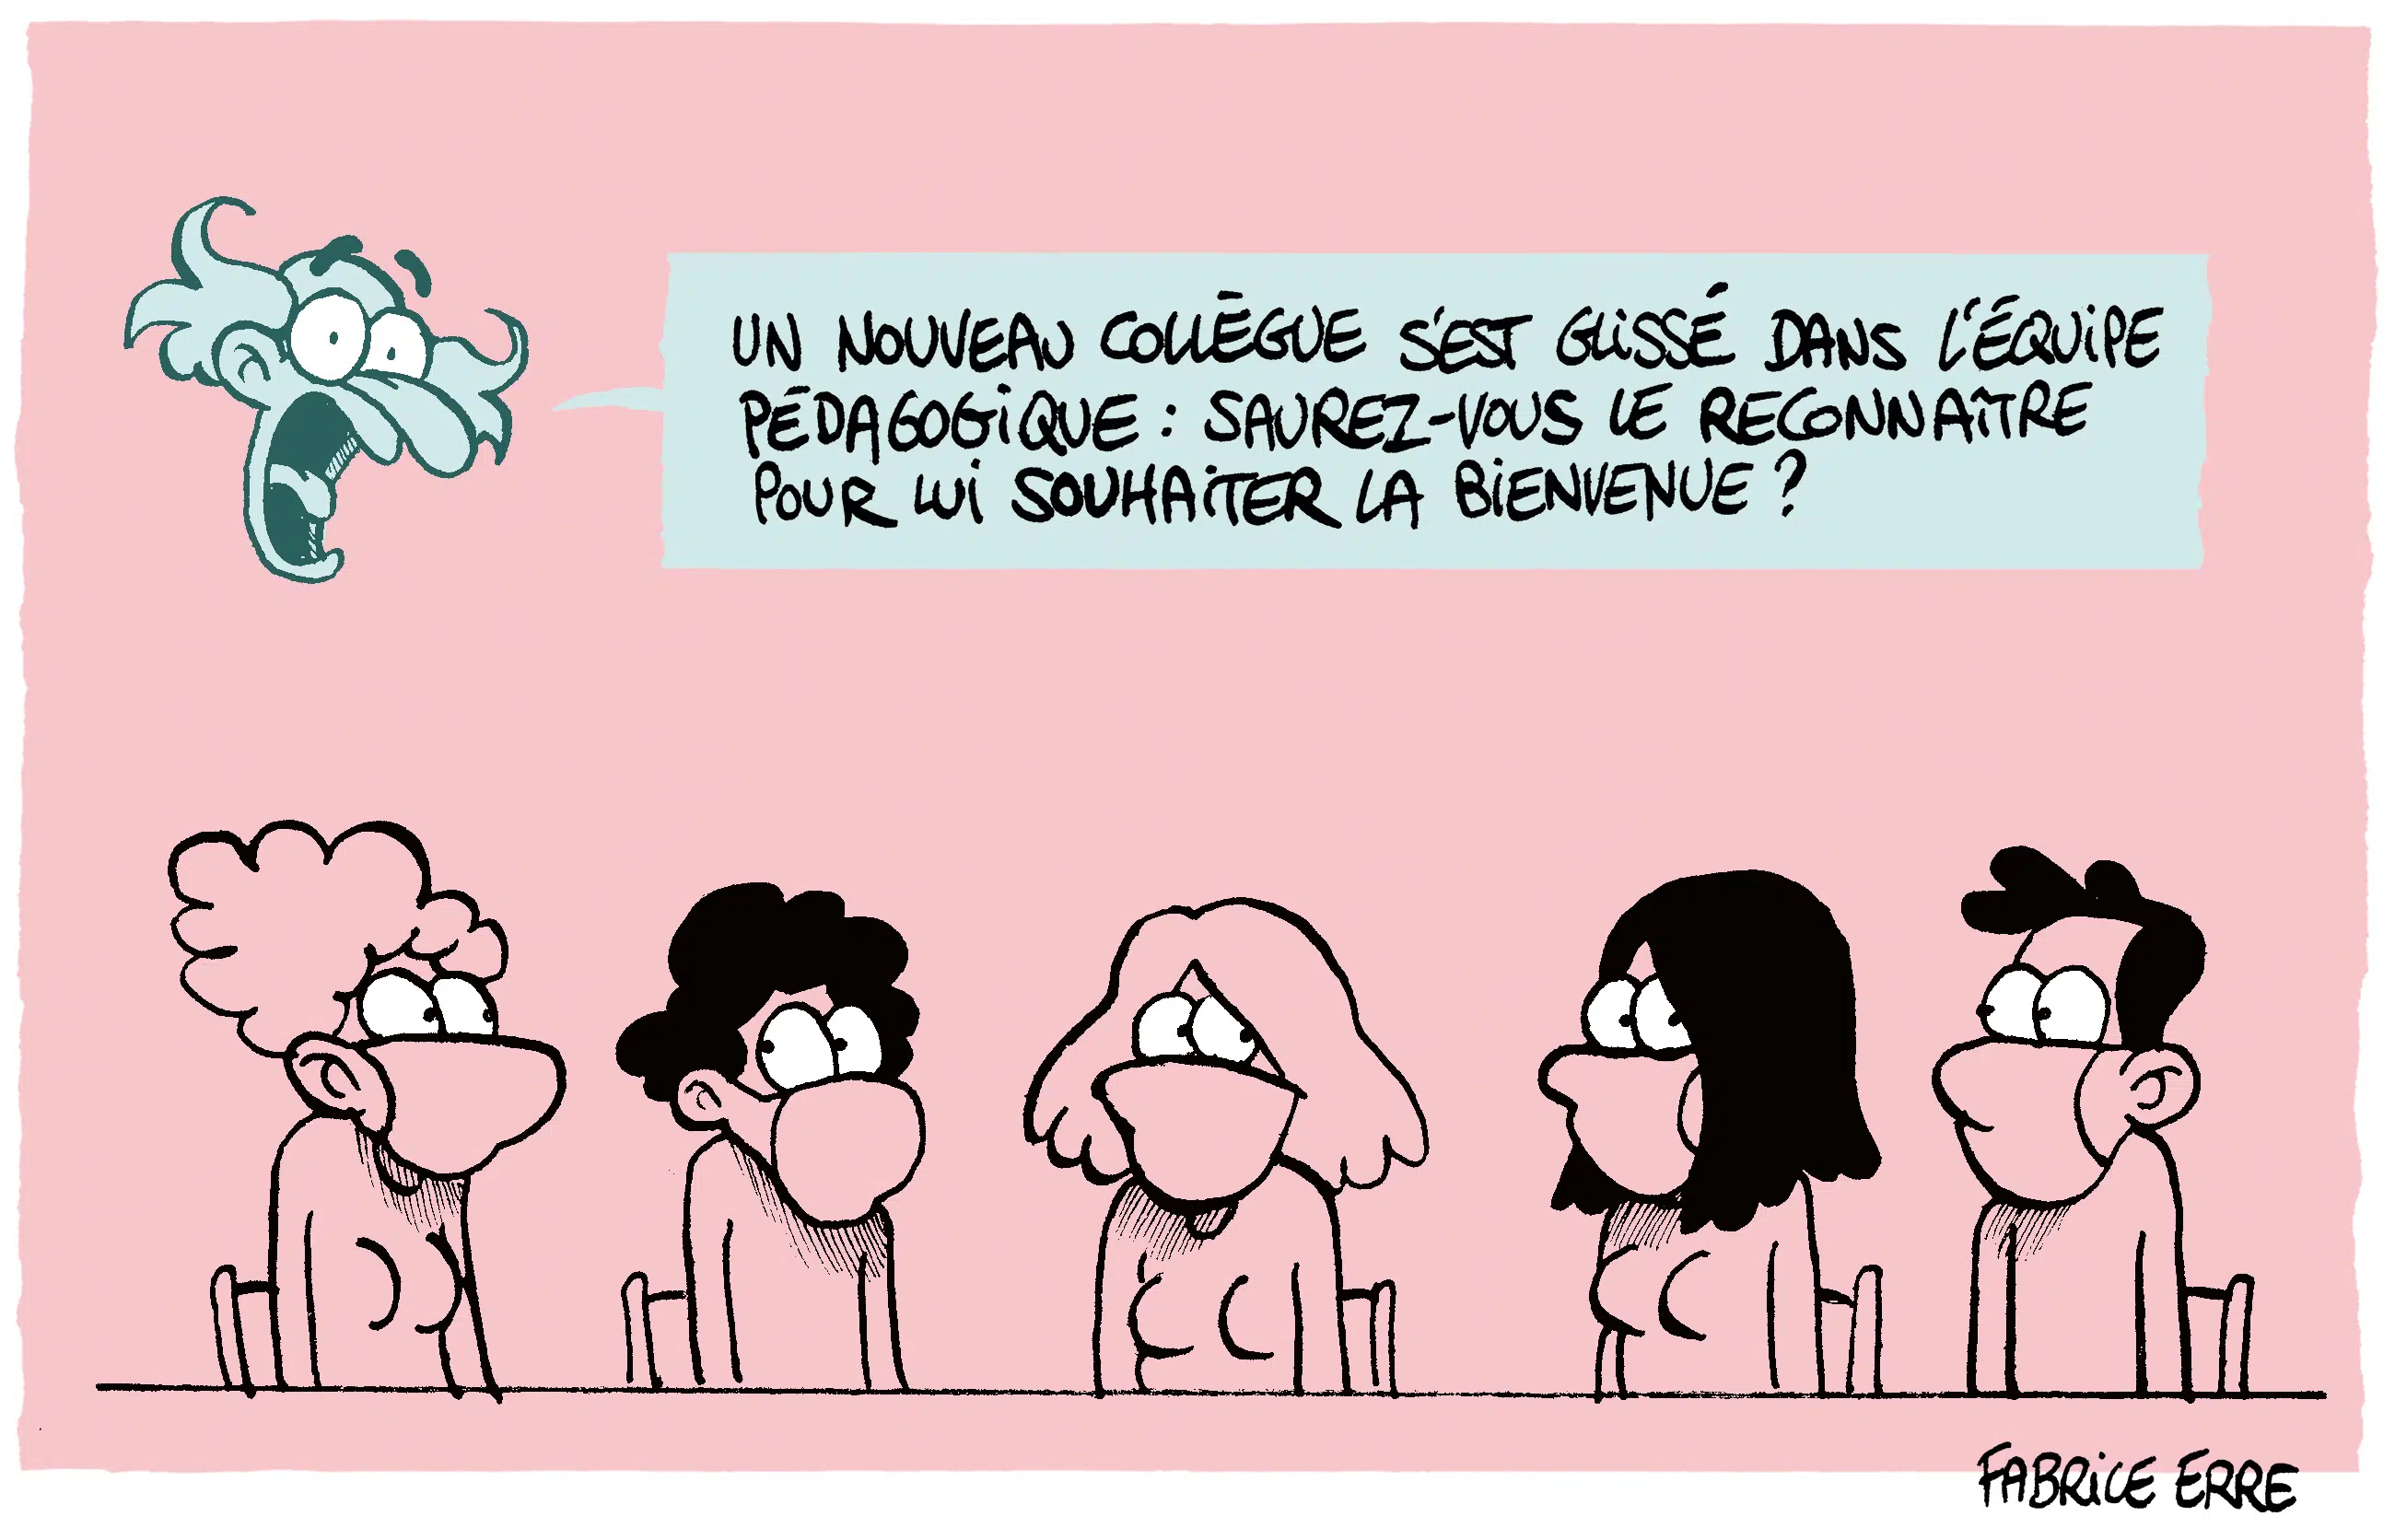 UN NOUVEAU COLLÈGUE S'EST GLISSÉ DANS L'ÉQUIPE
PÉDAGOGIQUE : SAUREZ-VOUS LE RECONNAÎTRE
POUR LUI SOUHAITER LA BIENVENUE ?
FABRICE ERRE